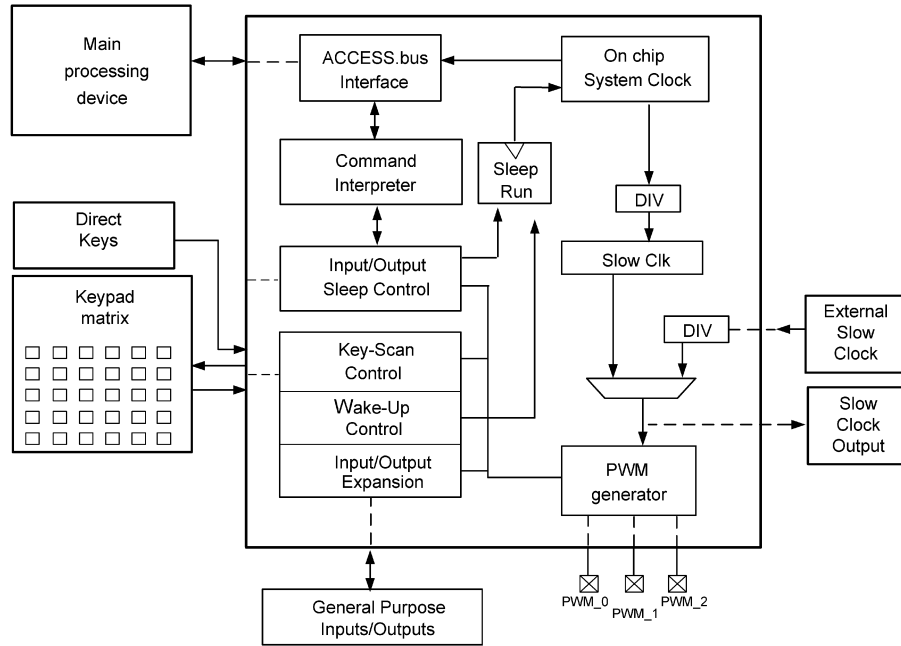 Main
processing
device
ACCESS.bus
Interface
On chip
System Clock
Command
Interpreter
Sleep
Run
DIV
Direct
Keys
Input/Output
Sleep Control
Slow Clk
Keypad
matrix
Key-Scan
Control
DIV
External
Slow
Clock
Wake-Up
Control
Slow
Clock
Output
Input/Output
Expansion
PWM
generator
PWM_0
PWM_1
PWM_2
General Purpose
Inputs/Outputs